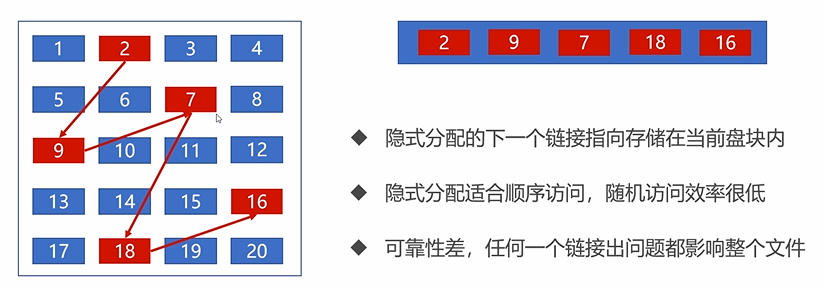 1 2 3 4
5 6 7 8
9 10 11 12
13 14 15 16
17 18 19 20
2 9 7 18 16
◆ 隐式分配的下一个链接指向存储在当前盘块内
◆ 隐式分配适合顺序访问，随机访问效率很低
◆ 可靠性差，任何一个链接出问题都影响整个文件